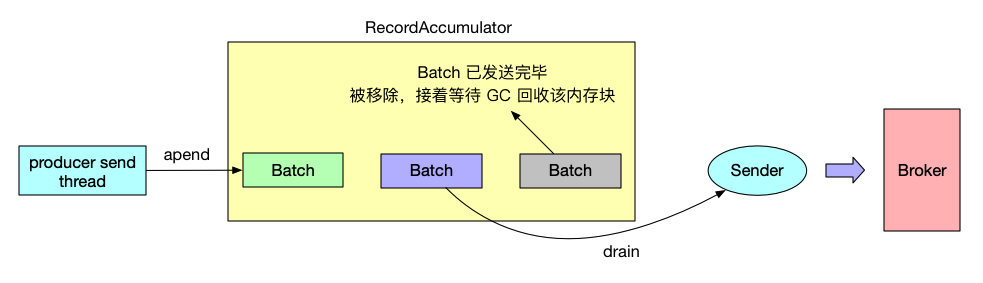 RecordAccumulator
Batch 已发送完毕
被移除，接着等待 GC 回收该内存块
producer send
thread
apend
Batch
Batch
Batch
Sender
Broker
drain